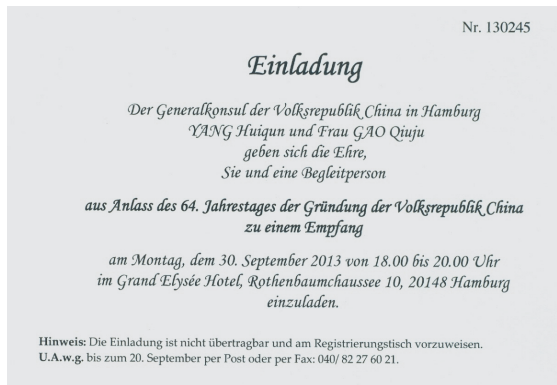 Nr. 130245
Einladung
Der Generalkonsul der Volksrepublik China in Hamburg
YANG Huiqun und Frau GAO Qiuju
geben sich die Ehre,
Sie und eine Begleitperson
aus Anlass des 64. Jahrestages der Gründung der Volksrepublik China
zu einem Empfang
am Montag, dem 30. September 2013 von 18.00 bis 20.00 Uhr
im Grand Elysée Hotel, Rothenbaumchaussee 10, 20148 Hamburg
einzuladen.
Hinweis: Die Einladung ist nicht übertragbar und am Registrierungstisch vorzuweisen.
U.A.w.g. bis zum 20. September per Post oder per Fax: 040/ 82 27 60 21.